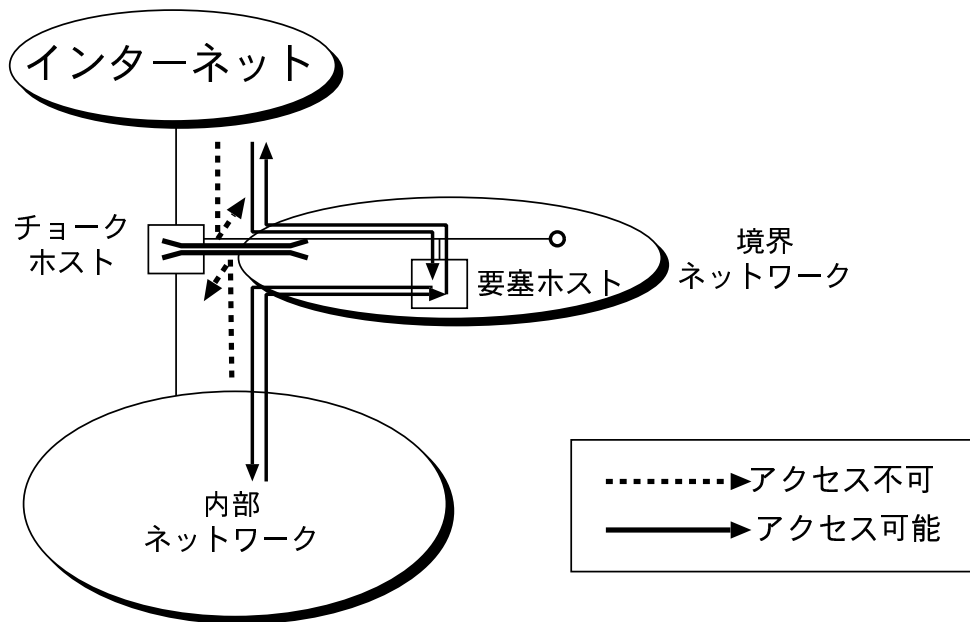 インターネット
チョーク
ホスト
要塞ホスト
境界
ネットワーク
内部
ネットワーク
アクセス不可
アクセス可能